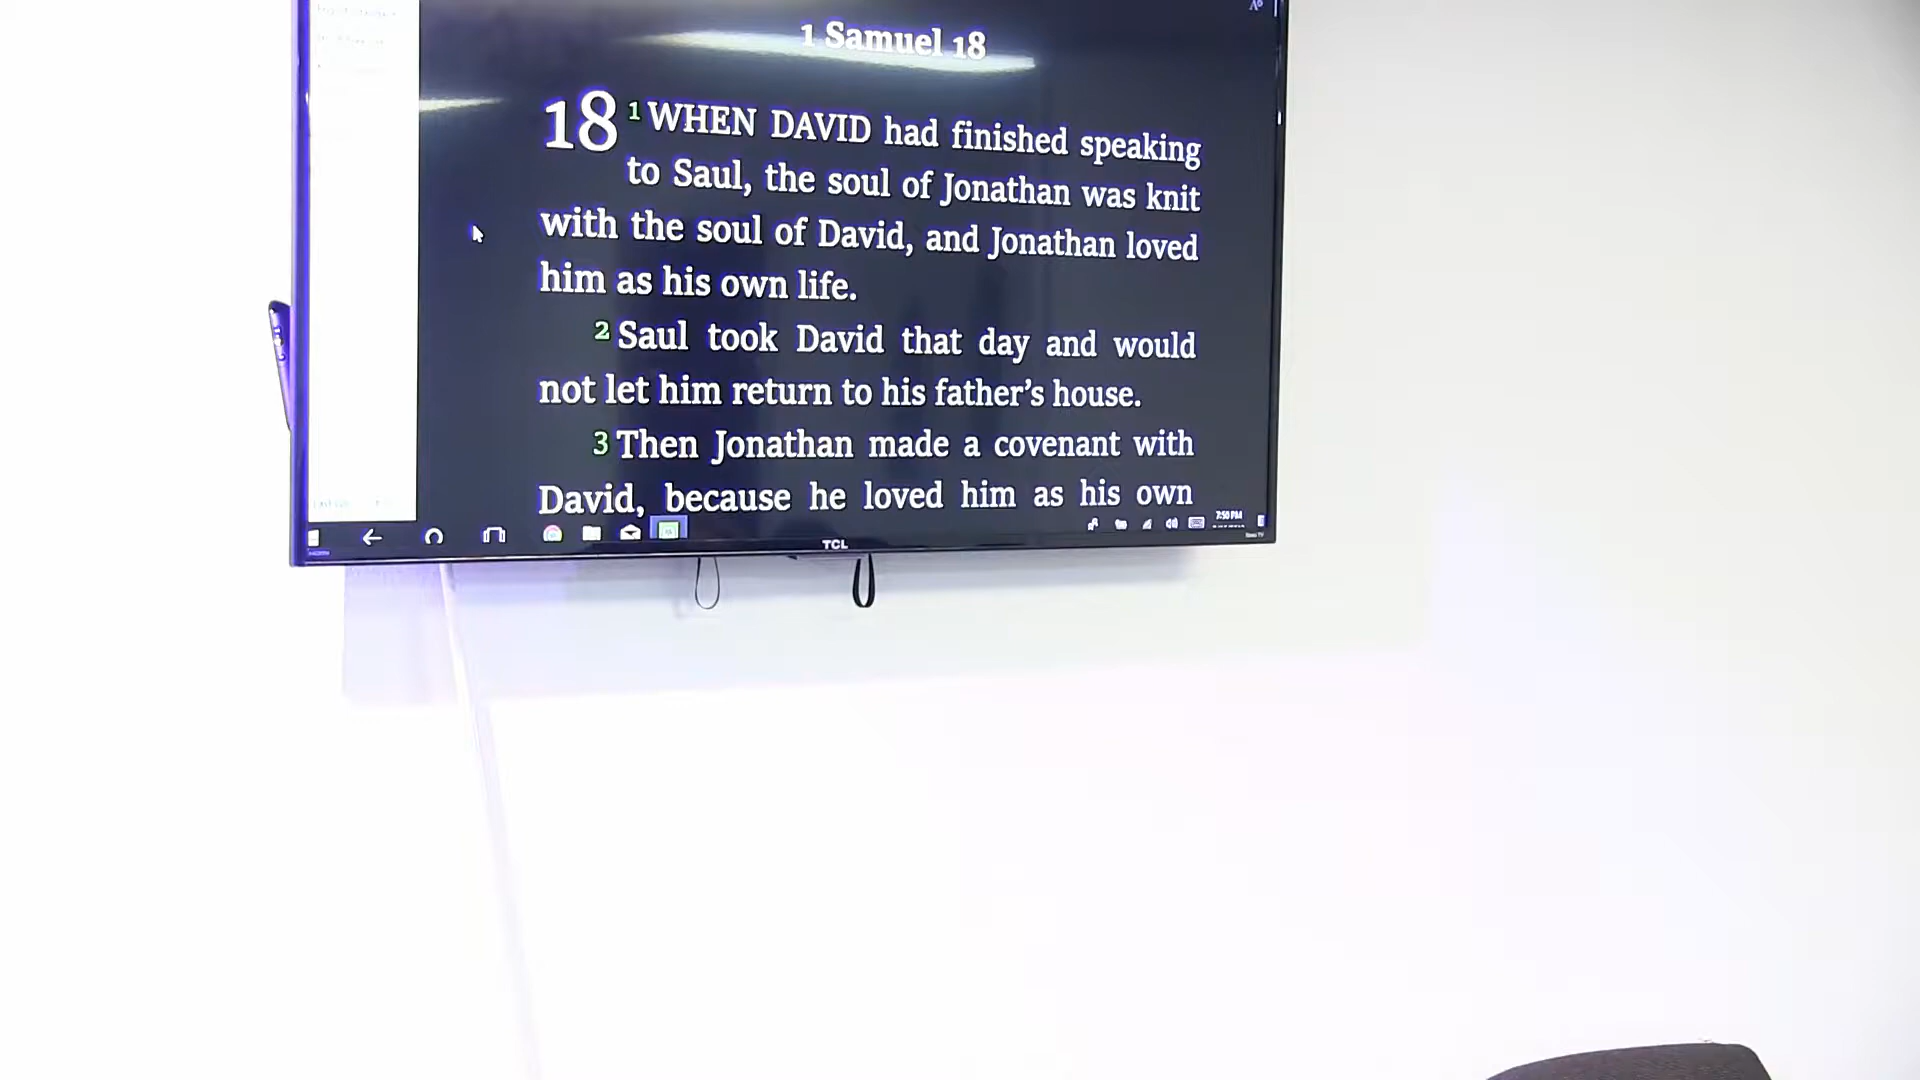 1 Samuel 18
18 1 WHEN DAVID had finished speaking
to Saul, the soul of Jonathan was knit
with the soul of David, and Jonathan loved
him as his own life.
2 Saul took David that day and would
not let him return to his father’s house.
3 Then Jonathan made a covenant with
David, because he loved him as his own
7:50 PM
TCL